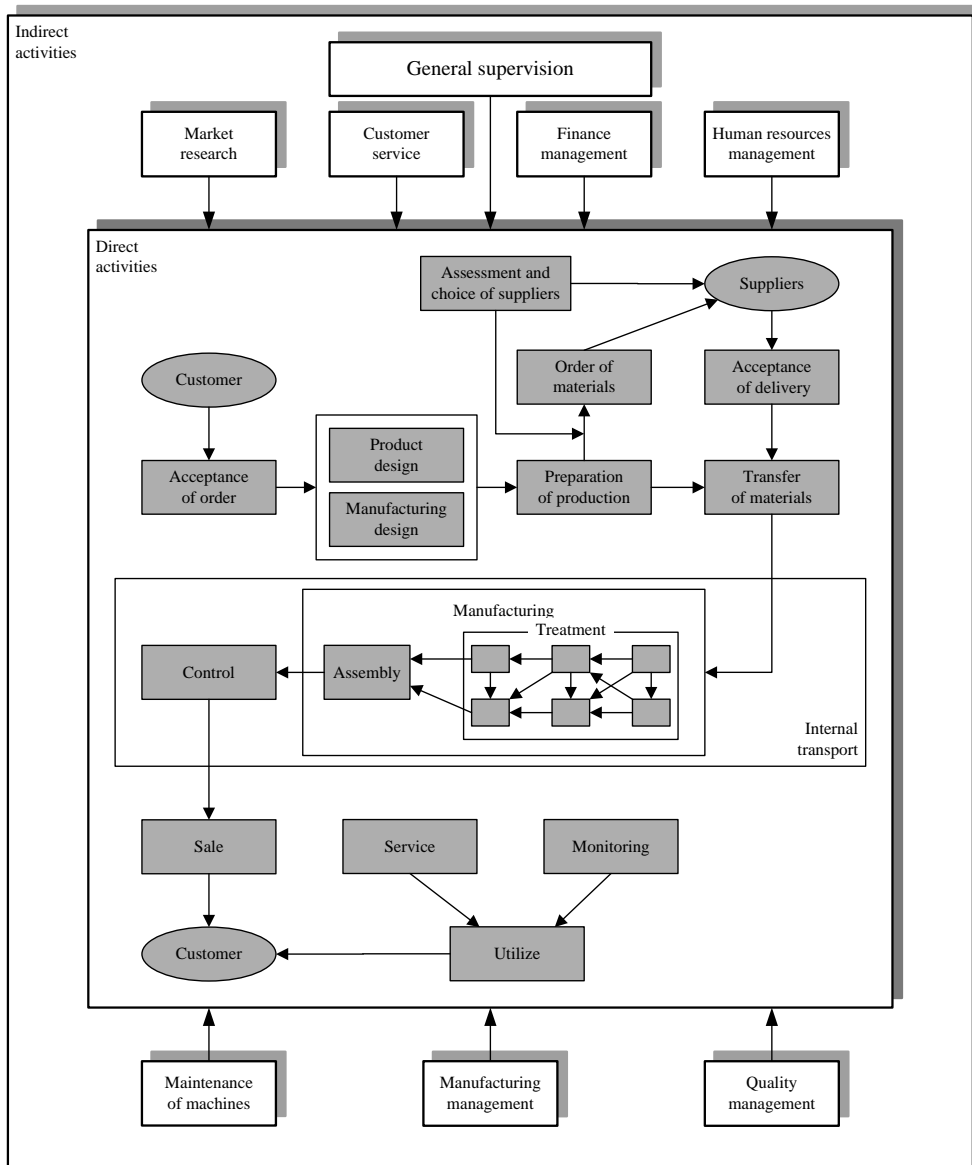 Indirect
activities
General supervision
Market
research
Customer
service
Finance
management
Human resources
management
Direct
activities
Assessment and
choice of suppliers
Suppliers
Customer
Order of
materials
Acceptance
of delivery
Acceptance
of order
Product
design
Manufacturing
design
Preparation
of production
Transfer
of materials
Manufacturing
Treatment
Control
Assembly
Internal
transport
Sale
Service
Monitoring
Customer
Utilize
Maintenance
of machines
Manufacturing
management
Quality
management